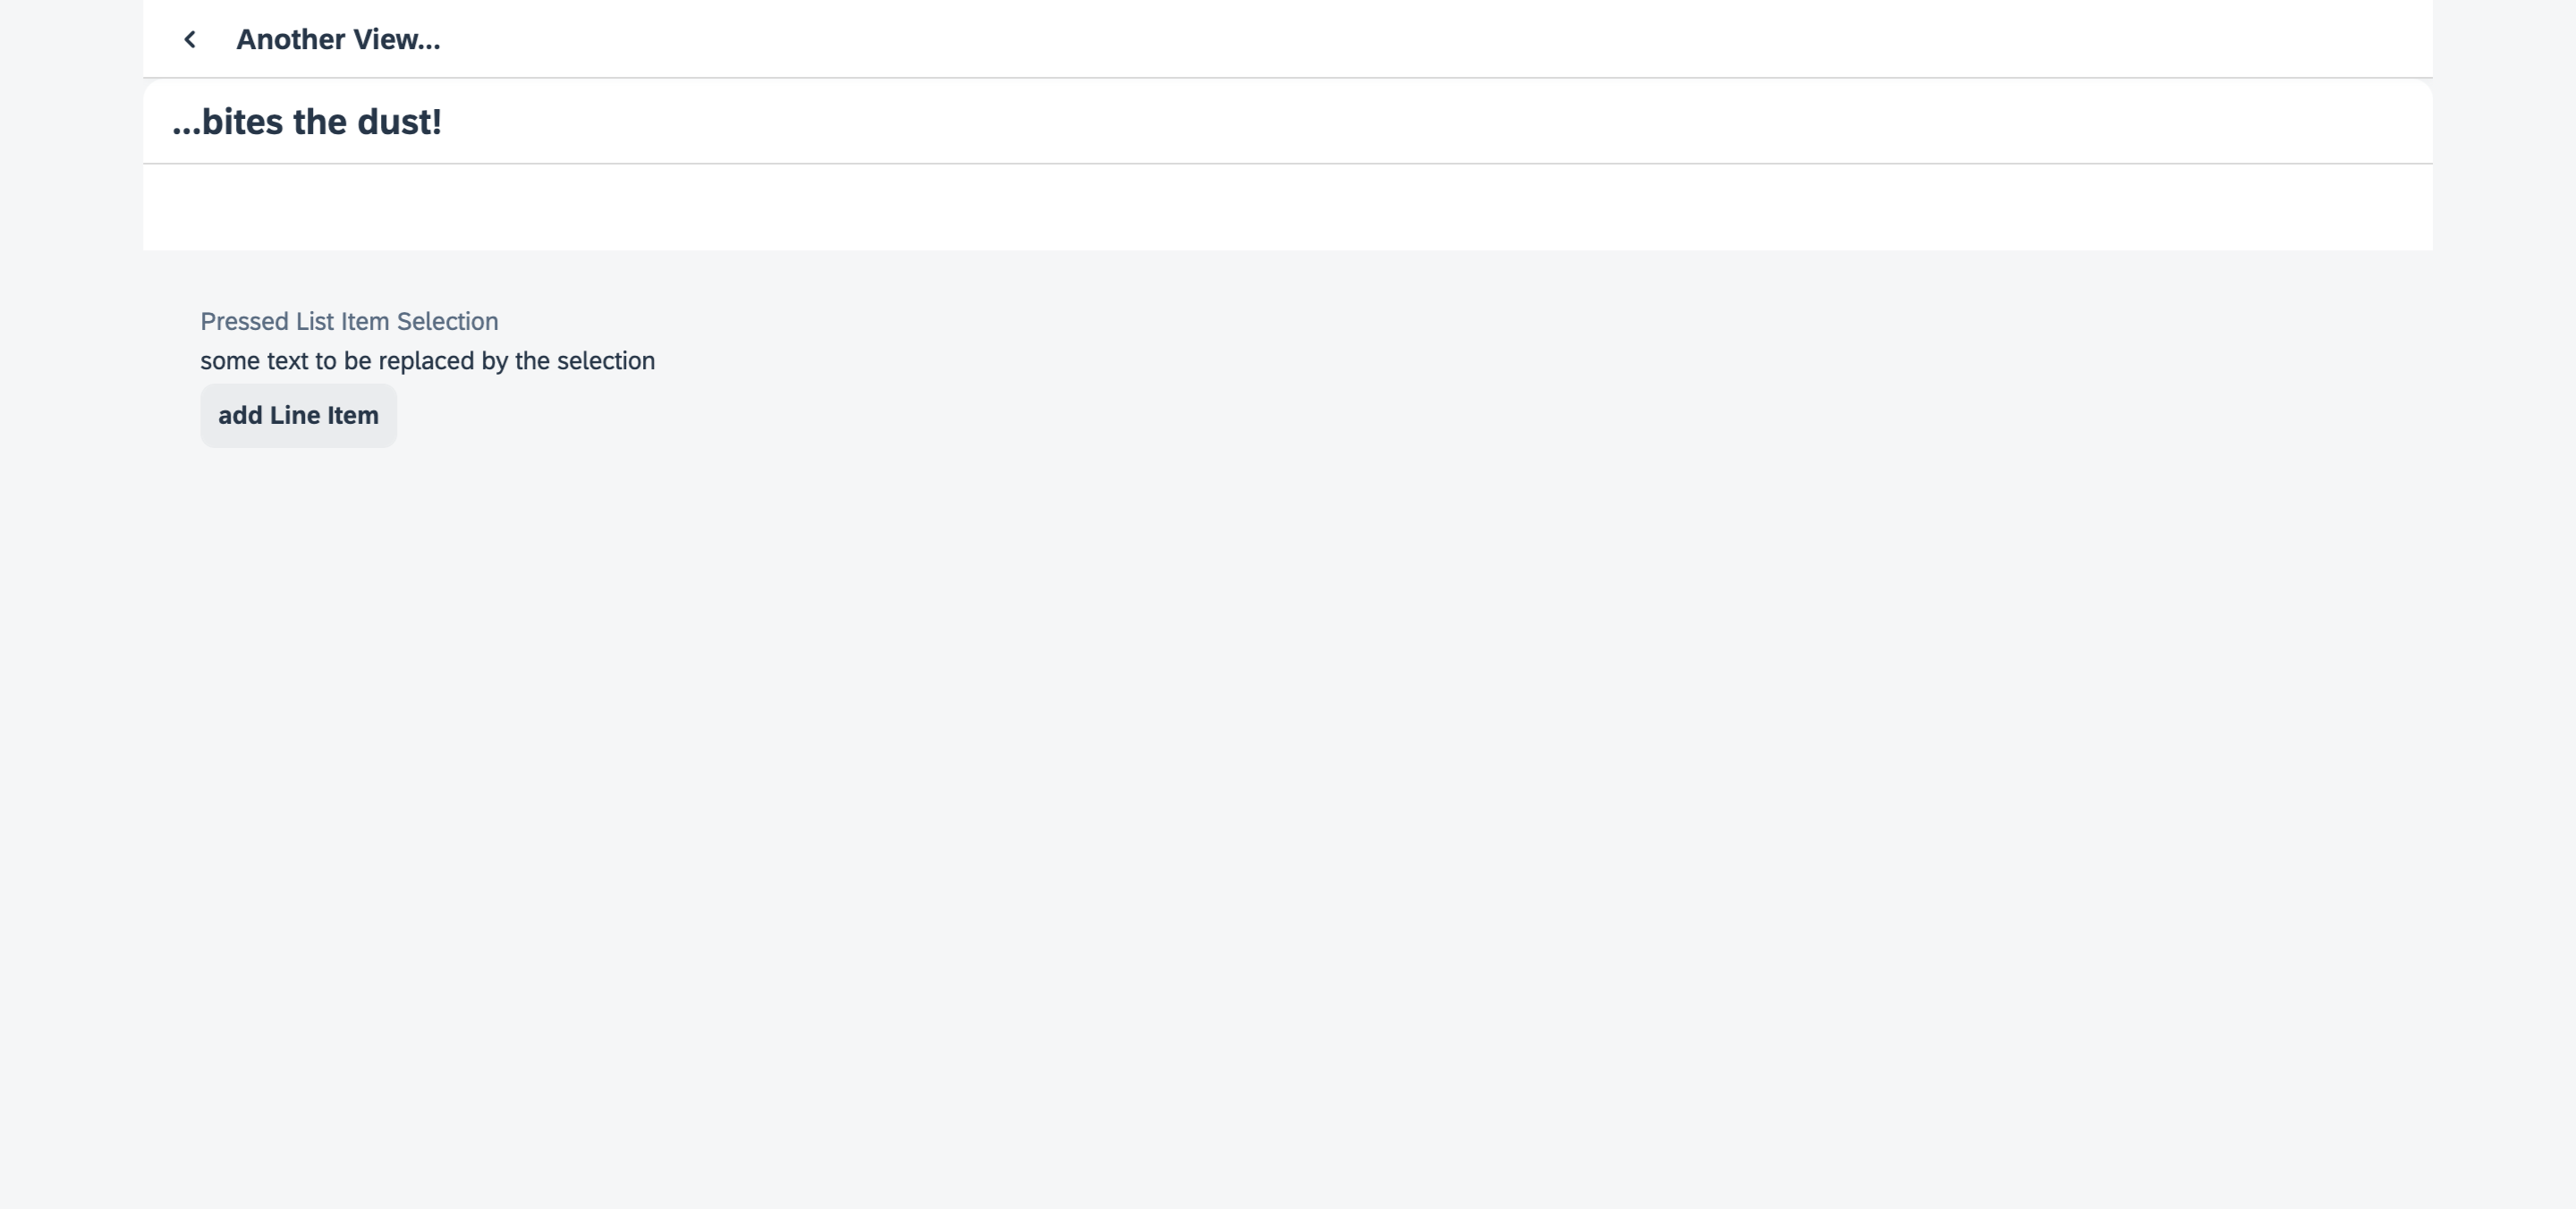 Another View...
...bites the dust!
Pressed List Item Selection
some text to be replaced by the selection
add Line Item